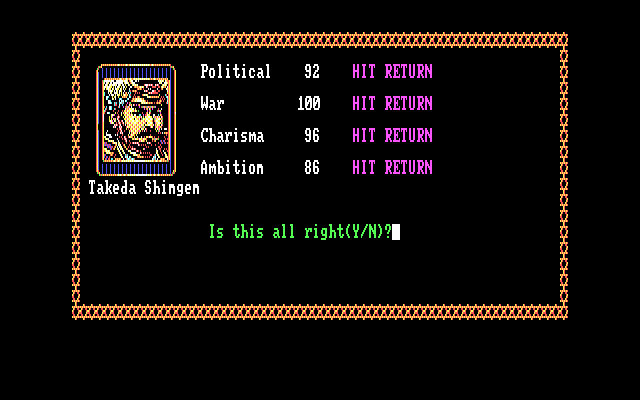 Political 92 HIT RETURN
War 100 HIT RETURN
Charisma 96 HIT RETURN
Ambition 86 HIT RETURN
Takeda Shingen
Is this all right(Y/N)?